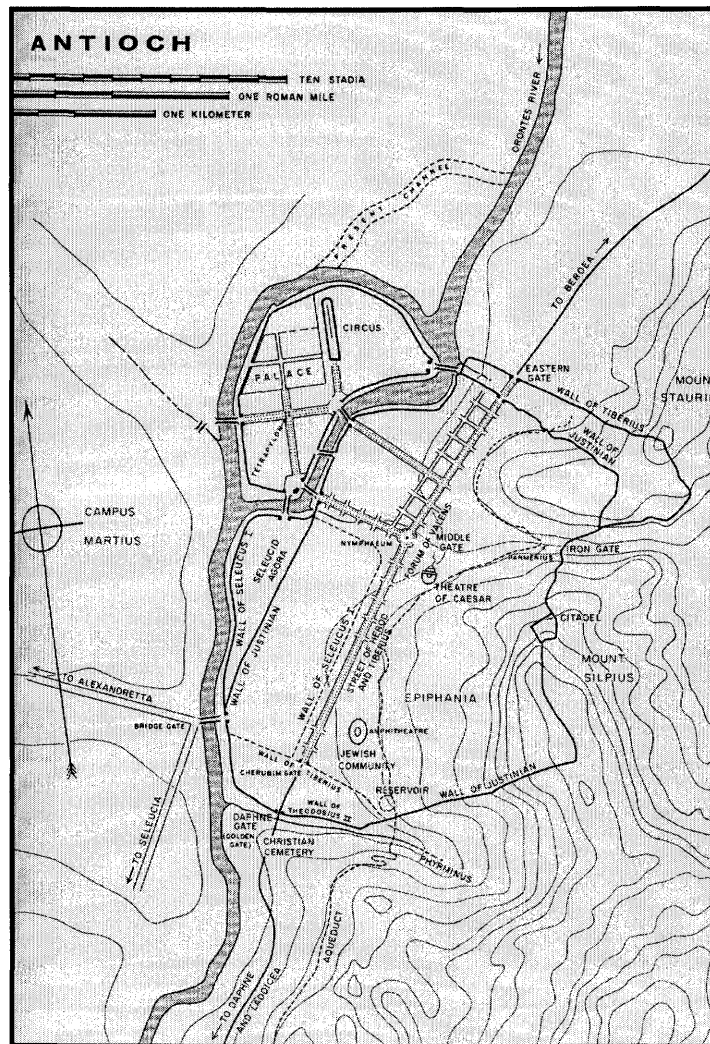 ANTIOCH
TEN STADIA
ONE ROMAN MILE
ONE KILOMETER
ORONTES RIVER
PRESENT CHANNEL
TO BEROEA
CIRCUS
PALACE
EASTERN
GATE
MOUN
STAURI
WALL OF TIBERIUS
WALL OF
JUSTINIAN
TETRAPYLON
CAMPUS
MARTIUS
WALL OF SELEUCUS I
SELEUCID
AGORA
NYMPHAEUM
FORUM OF VALENS
MIDDLE
GATE
PARMENIUS
IRON GATE
THEATRE
OF CAESAR
WALL OF JUSTINIAN
WALL OF SELEUCUS I
STREET OF HEROD
AND TIBERIUS
CITADEL
MOUNT
SILPIUS
EPIPHANIA
TO ALEXANDRETTA
BRIDGE GATE
AMPHITHEATRE
JEWISH
COMMUNITY
WALL OF TIBERIUS
CHERUBIM GATE
RESERVOIR
WALL OF JUSTINIAN
WALL OF
THEODOSIUS II
DAPHNE
GATE
(GOLDEN
GATE)
CHRISTIAN
CEMETERY
PHYRMINUS
TO SELEUCIA
AQUEDUCT
TO DAPHNE
AND LEODICEA